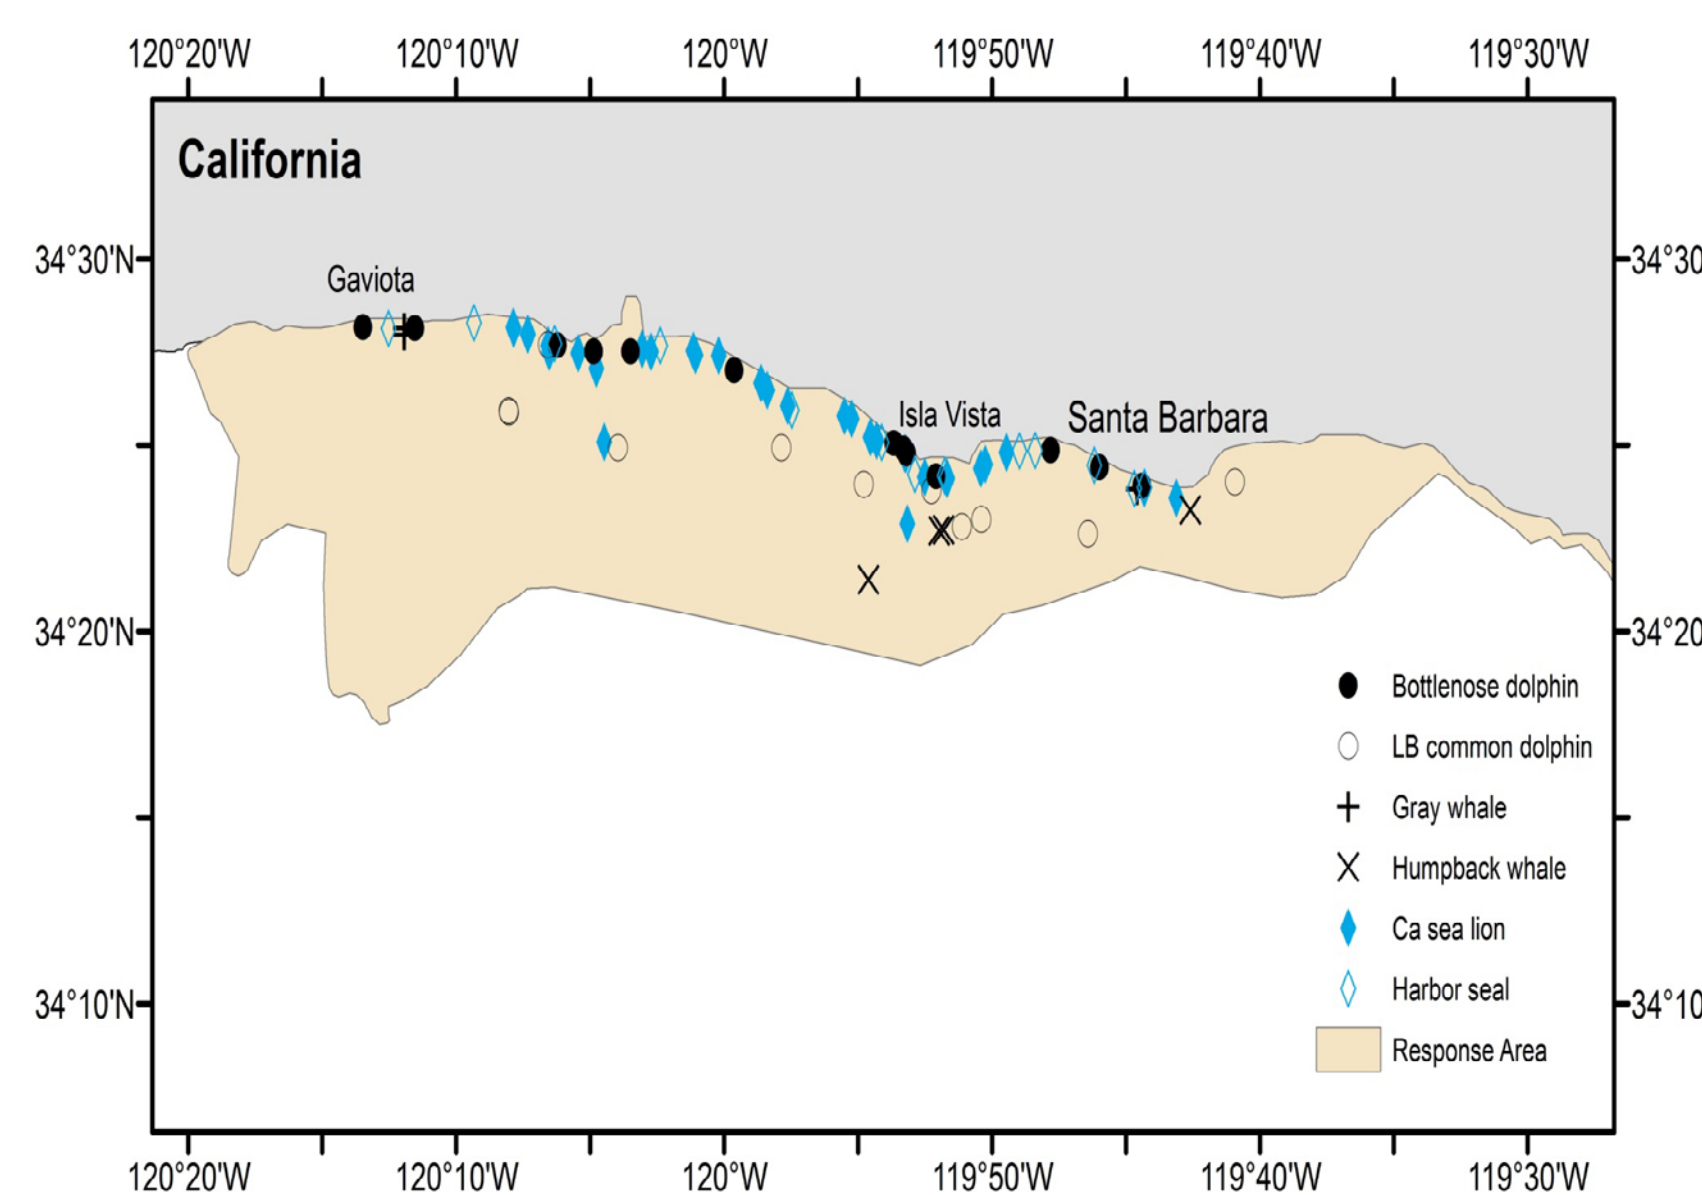 120°20'W 120°10'W 120°W 119°50'W 119°40'W 119°30'W
California
34°30'N 34°30
Gaviota
Isla Vista Santa Barbara
34°20'N 34°20
Bottlenose dolphin
LB common dolphin
Gray whale
Humpback whale
Ca sea lion
Harbor seal
34°10'N 34°10
Response Area
120°20'W 120°10'W 120°W 119°50'W 119°40'W 119°30'W